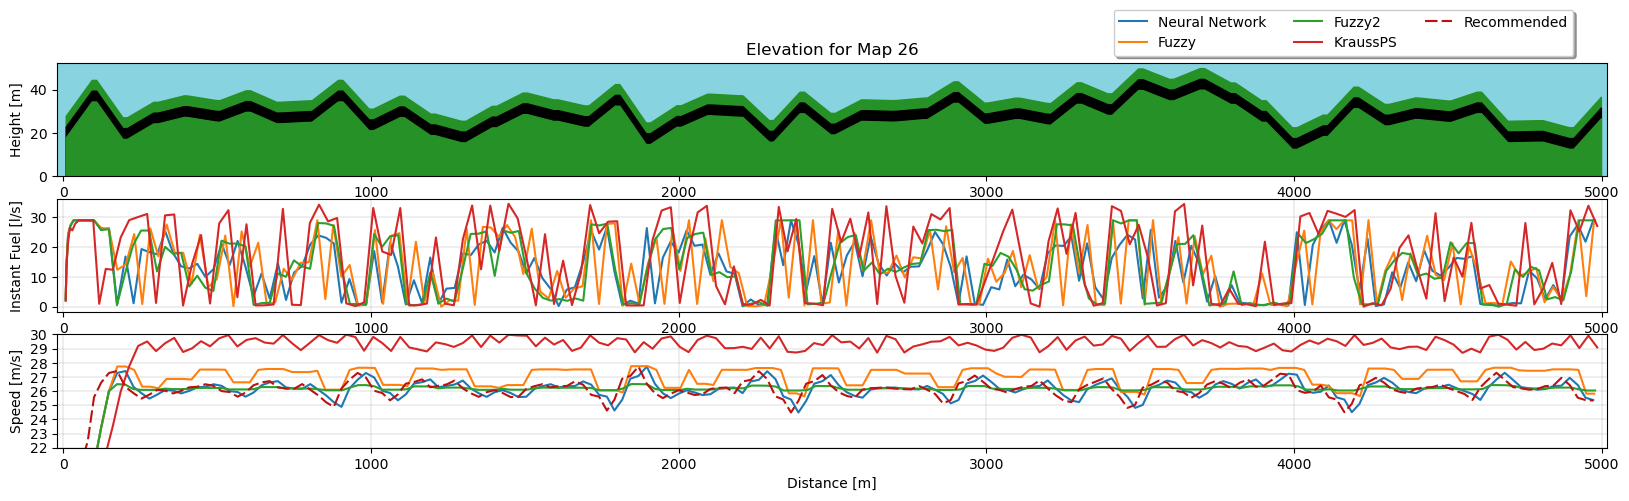 Neural Network Fuzzy2 Recommended
Fuzzy KraussPS
Elevation for Map 26
Height [m]
40
20
0
0 1000 2000 3000 4000 5000
Instant Fuel [l/s]
30
20
10
0
0 1000 2000 3000 4000 5000
Speed [m/s]
30
29
28
27
26
25
24
23
22
0 1000 2000 3000 4000 5000
Distance [m]